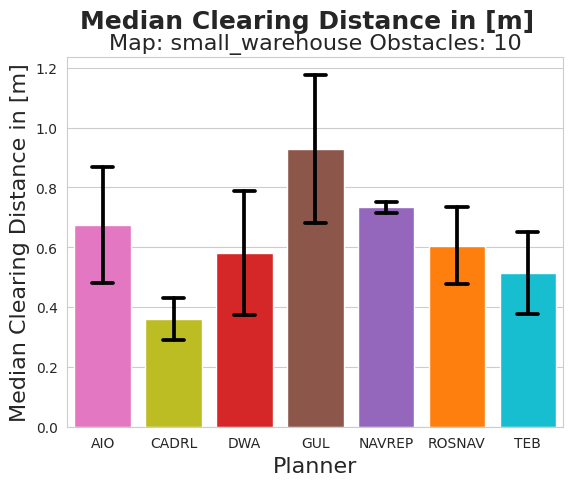 Median Clearing Distance in [m]
Map: small_warehouse Obstacles: 10
Median Clearing Distance in [m]
1.2
1.0
0.8
0.6
0.4
0.2
0.0
AIO CADRL DWA GUL NAVREP ROSNAV TEB
Planner